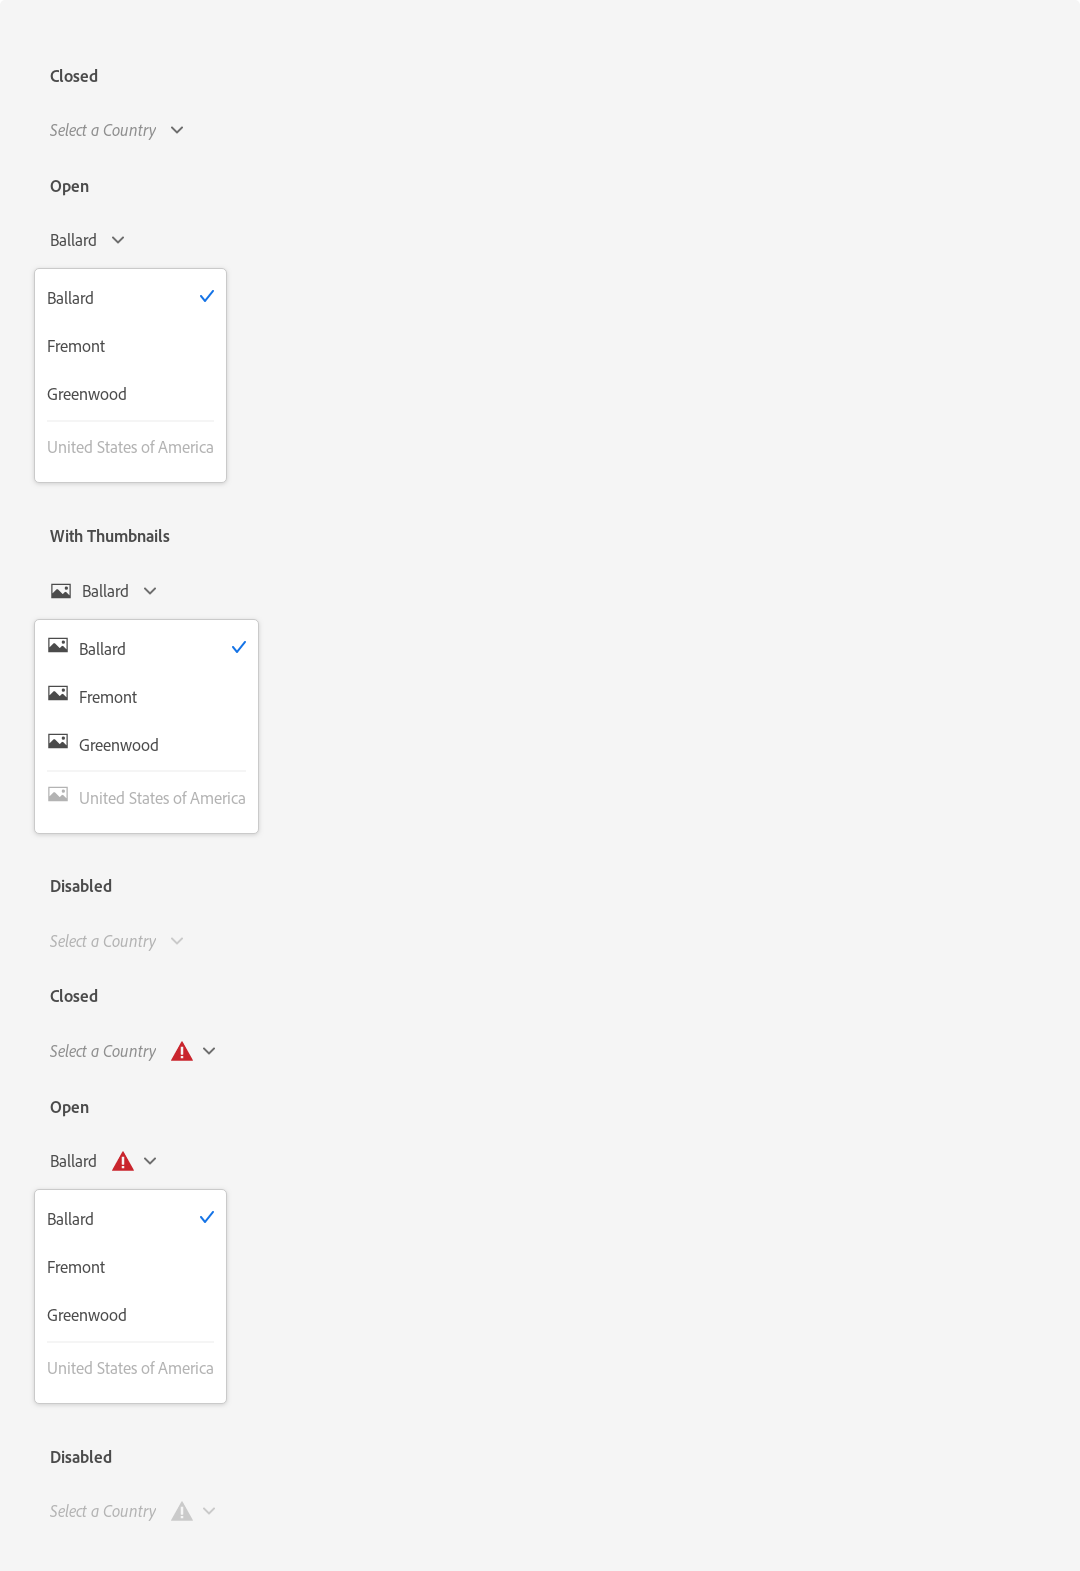 Closed
Select a Country
Open
Ballard
Ballard
Fremont
Greenwood
United States of America
With Thumbnails
Ballard
Ballard
Fremont
Greenwood
United States of America
Disabled
Select a Country
Closed
Select a Country
Open
Ballard
Ballard
Fremont
Greenwood
United States of America
Disabled
Select a Country